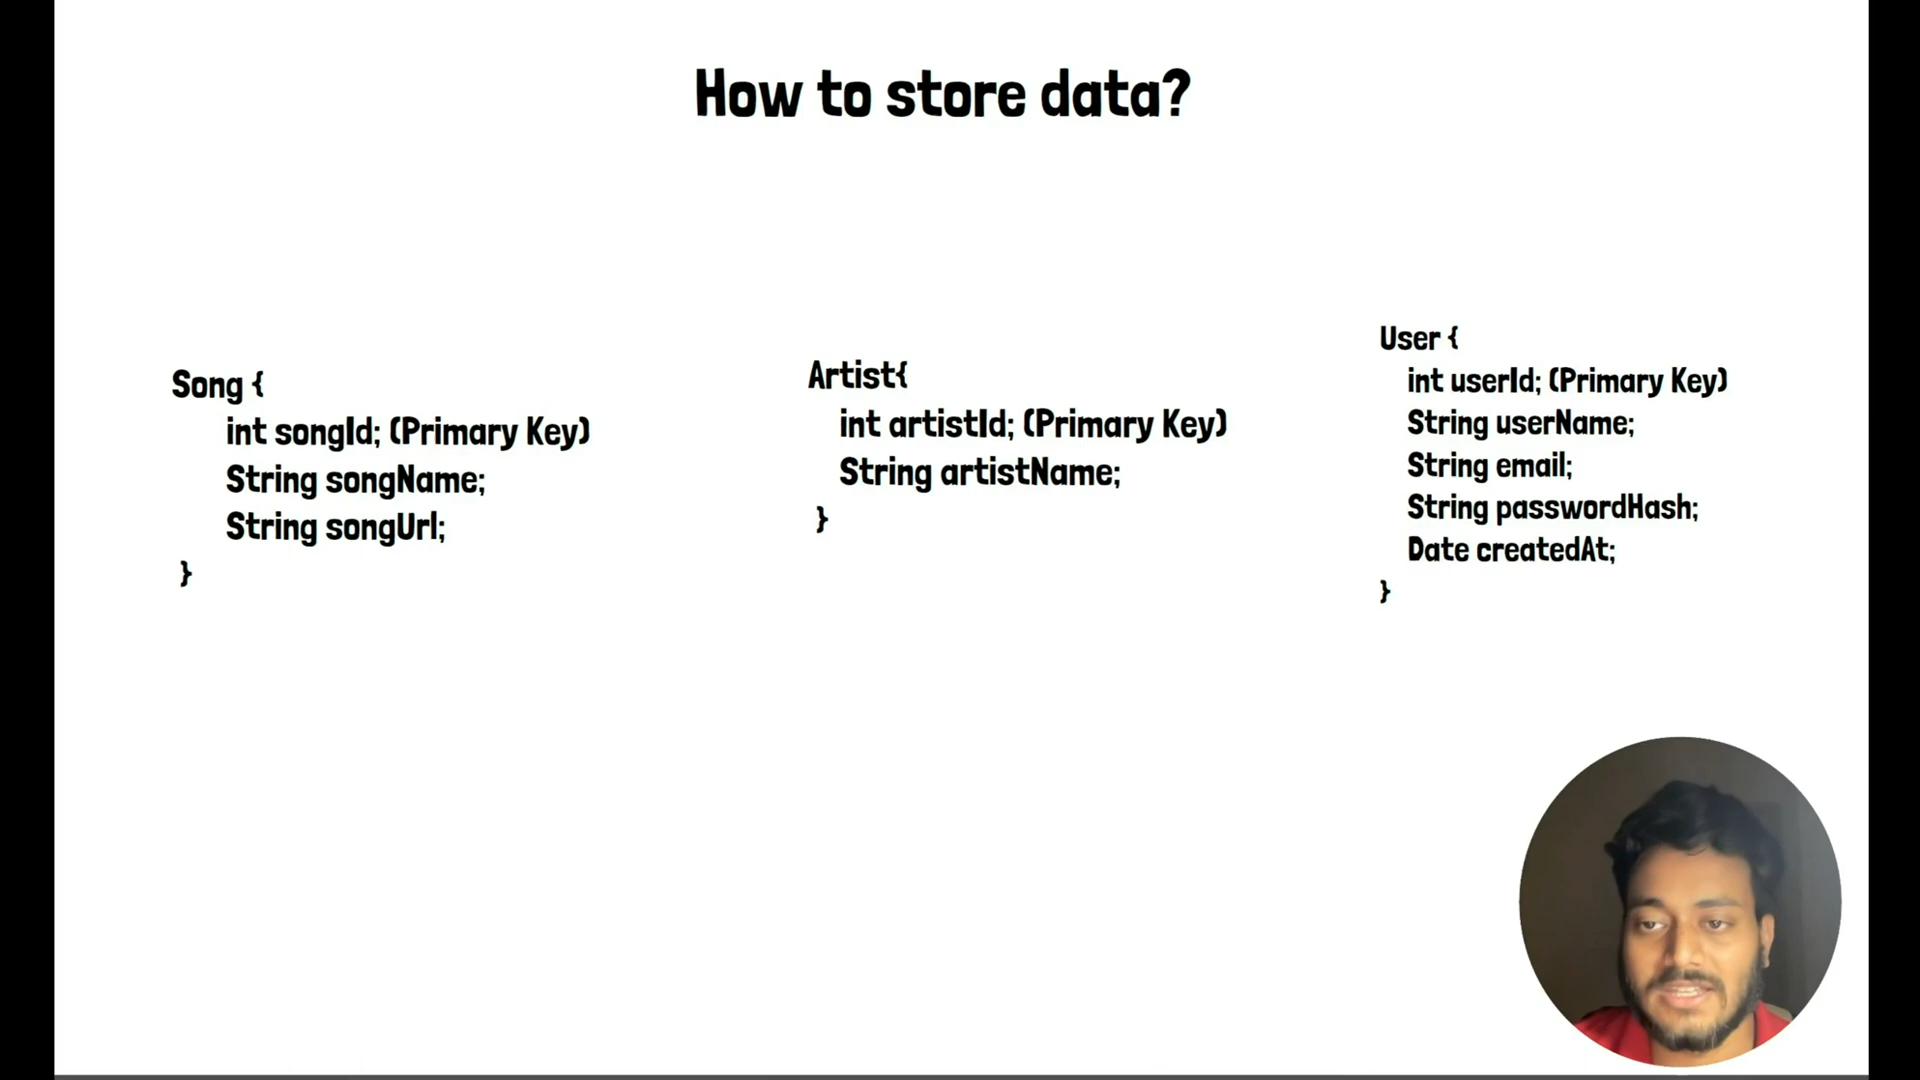 How to store data?
Song {
int songId; (Primary Key)
String songName;
String songUrl;
}
Artist{
int artistId; (Primary Key)
String artistName;
}
User {
int userId; (Primary Key)
String userName;
String email;
String passwordHash;
Date createdAt;
}